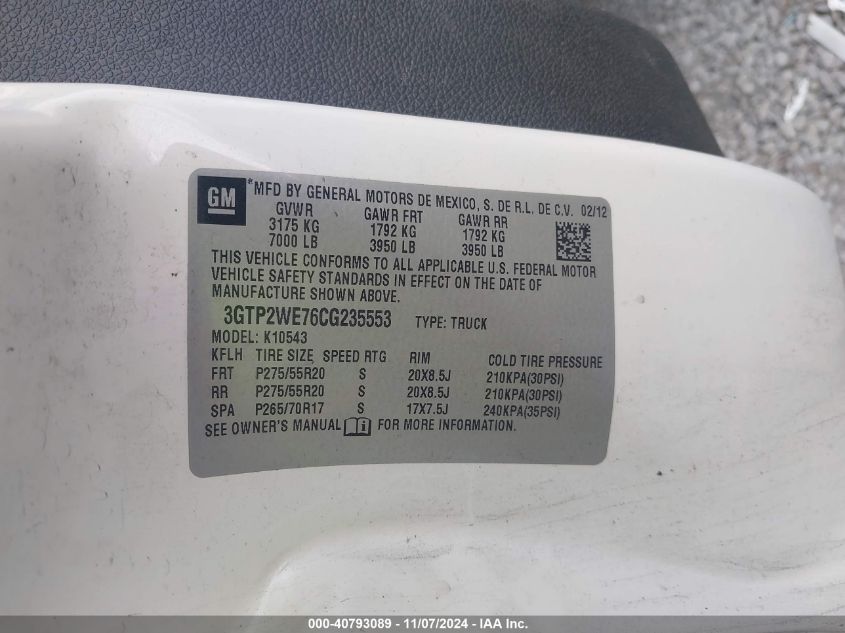 GM *MFD BY GENERAL MOTORS DE MEXICO, S. DE R.L. DE C.V. 02/12
GVWR GAWR FRT GAWR RR
3175 KG 1792 KG 1792 KG
7000 LB 3950 LB 3950 LB
THIS VEHICLE CONFORMS TO ALL APPLICABLE U.S. FEDERAL MOTOR
VEHICLE SAFETY STANDARDS IN EFFECT ON THE DATE OF
MANUFACTURE SHOWN ABOVE.
3GTP2WE76CG235553 TYPE: TRUCK
MODEL: K10543
KFLH TIRE SIZE SPEED RTG RIM COLD TIRE PRESSURE
FRT P275/55R20 S 20X8.5J 210KPA(30PSI)
RR P275/55R20 S 20X8.5J 210KPA(30PSI)
SPA P265/70R17 S 17X7.5J 240KPA(35PSI)
SEE OWNER'S MANUAL FOR MORE INFORMATION.
000-40793089 - 11/07/2024 - IAA Inc.